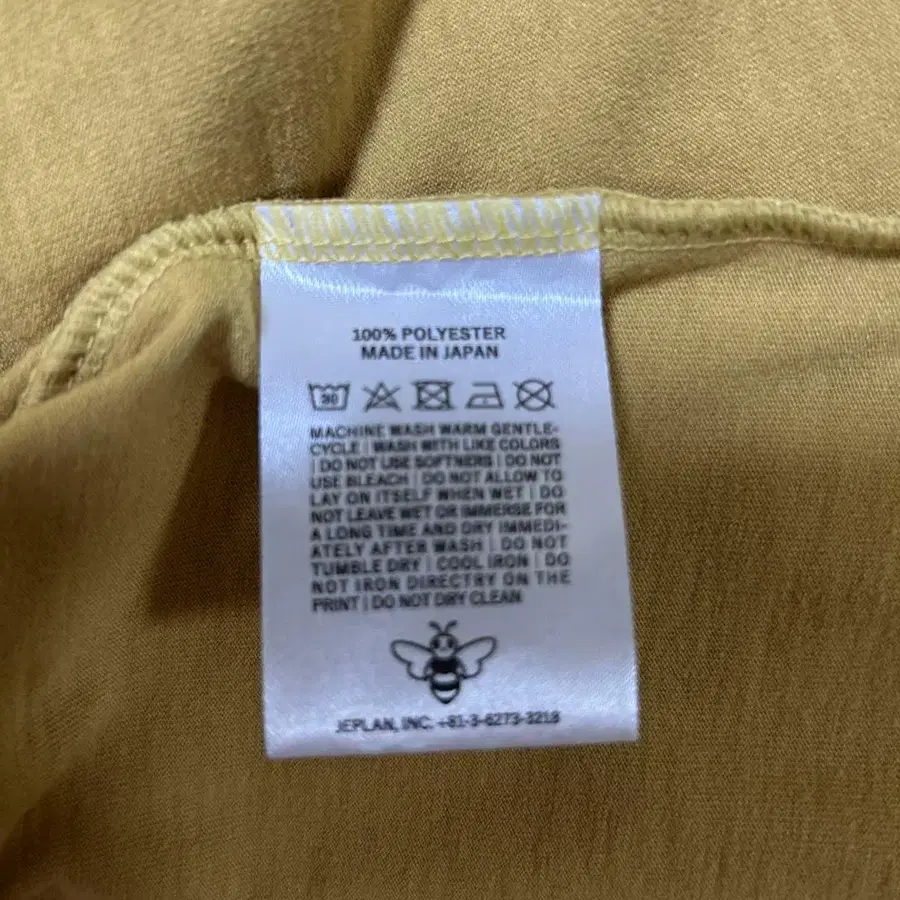 100% POLYESTER
MADE IN JAPAN
30
MACHINE WASH WARM GENTLE-
CYCLE | WASH WITH LIKE COLORS
| DO NOT USE SOFTNERS | DO NOT
USE BLEACH | DO NOT ALLOW TO
LAY ON ITSELF WHEN WET | DO
NOT LEAVE WET OR IMMERSE FOR
A LONG TIME AND DRY IMMEDI-
ATELY AFTER WASH | DO NOT
TUMBLE DRY | COOL IRON | DO
NOT IRON DIRECTRY ON THE
PRINT | DO NOT DRY CLEAN
JEPLAN, INC. +81-3-6273-3218